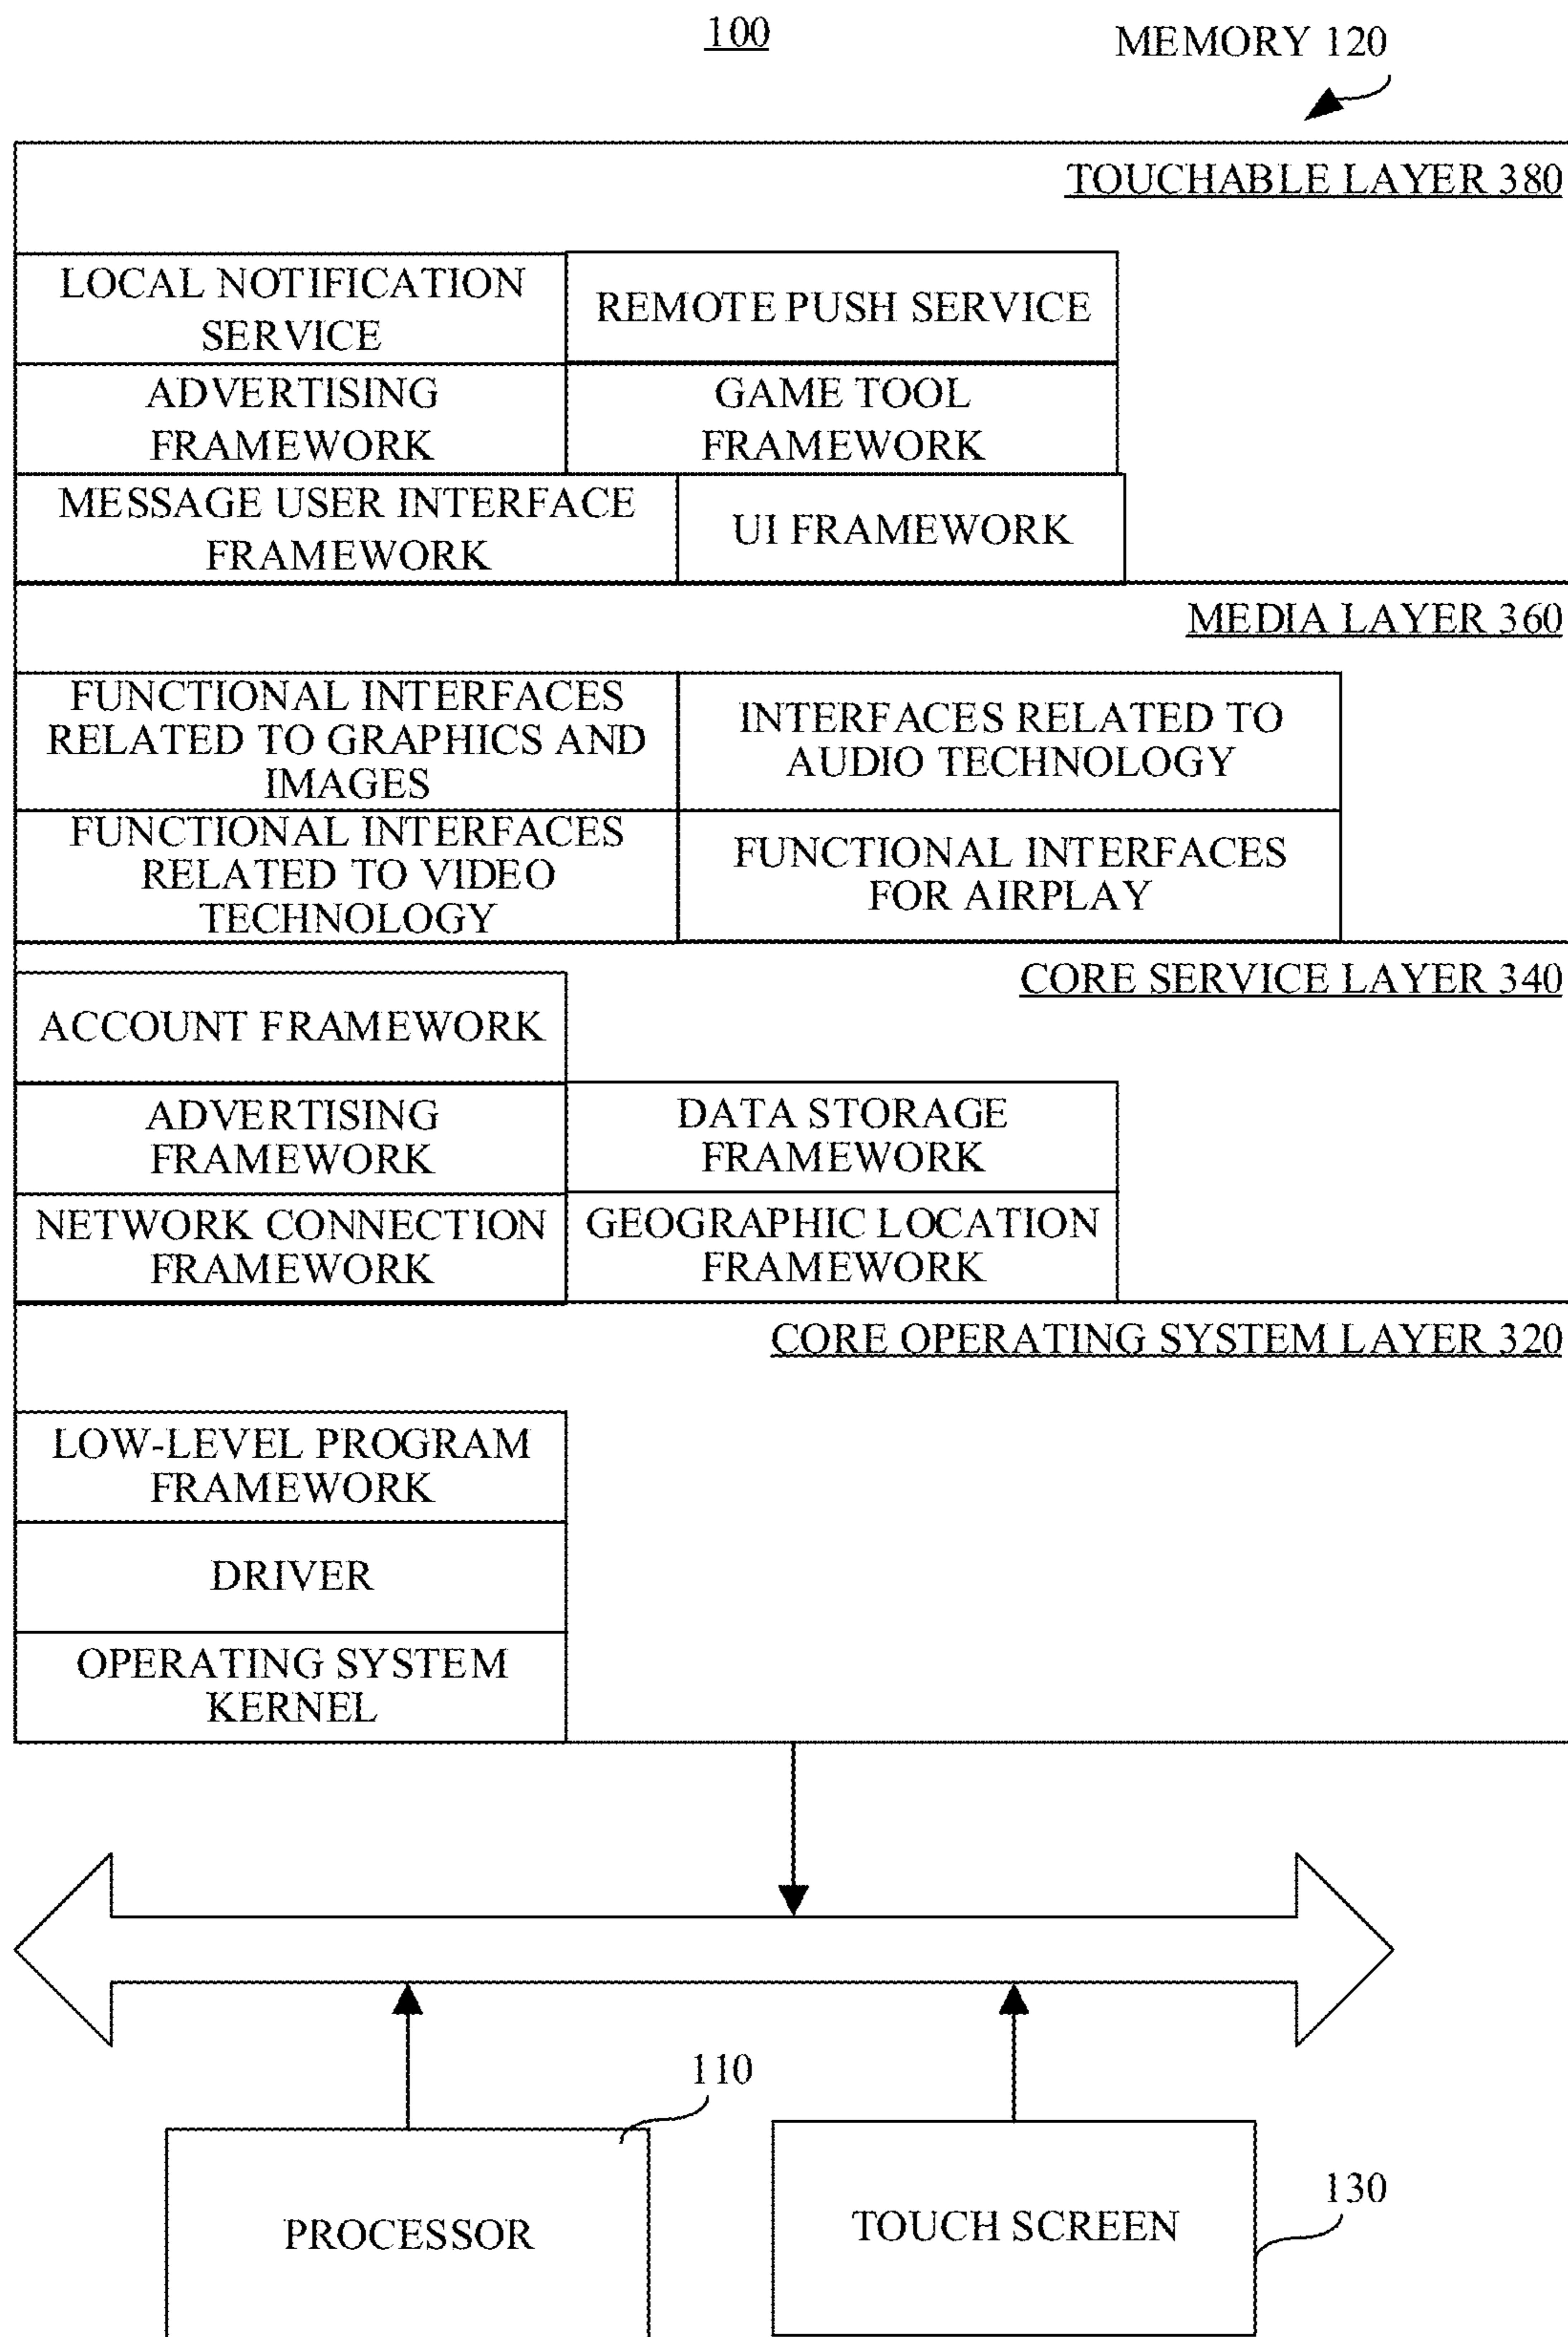 100
MEMORY 120
TOUCHABLE LAYER 380
LOCAL NOTIFICATION
SERVICE
REMOTE PUSH SERVICE
ADVERTISING
FRAMEWORK
GAME TOOL
FRAMEWORK
MESSAGE USER INTERFACE
FRAMEWORK
UI FRAMEWORK
MEDIA LAYER 360
FUNCTIONAL INTERFACES
RELATED TO GRAPHICS AND
IMAGES
INTERFACES RELATED TO
AUDIO TECHNOLOGY
FUNCTIONAL INTERFACES
RELATED TO VIDEO
TECHNOLOGY
FUNCTIONAL INTERFACES
FOR AIRPLAY
CORE SERVICE LAYER 340
ACCOUNT FRAMEWORK
ADVERTISING
FRAMEWORK
DATA STORAGE
FRAMEWORK
NETWORK CONNECTION
FRAMEWORK
GEOGRAPHIC LOCATION
FRAMEWORK
CORE OPERATING SYSTEM LAYER 320
LOW-LEVEL PROGRAM
FRAMEWORK
DRIVER
OPERATING SYSTEM
KERNEL
110
PROCESSOR
TOUCH SCREEN
130